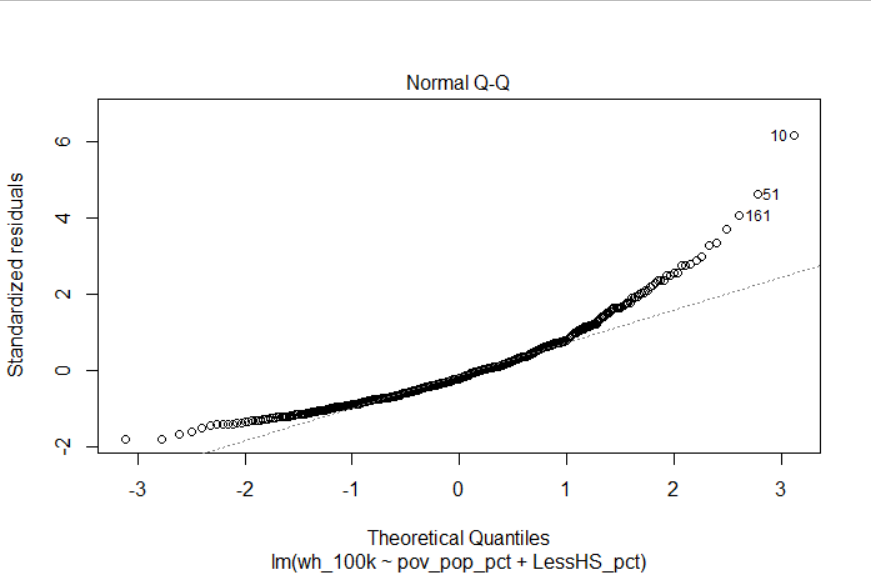 Normal Q-Q
Standardized residuals
6
4
2
0
-2
10
51
161
-3 -2 -1 0 1 2 3
Theoretical Quantiles
lm(wh_100k ~ pov_pop_pct + LessHS_pct)